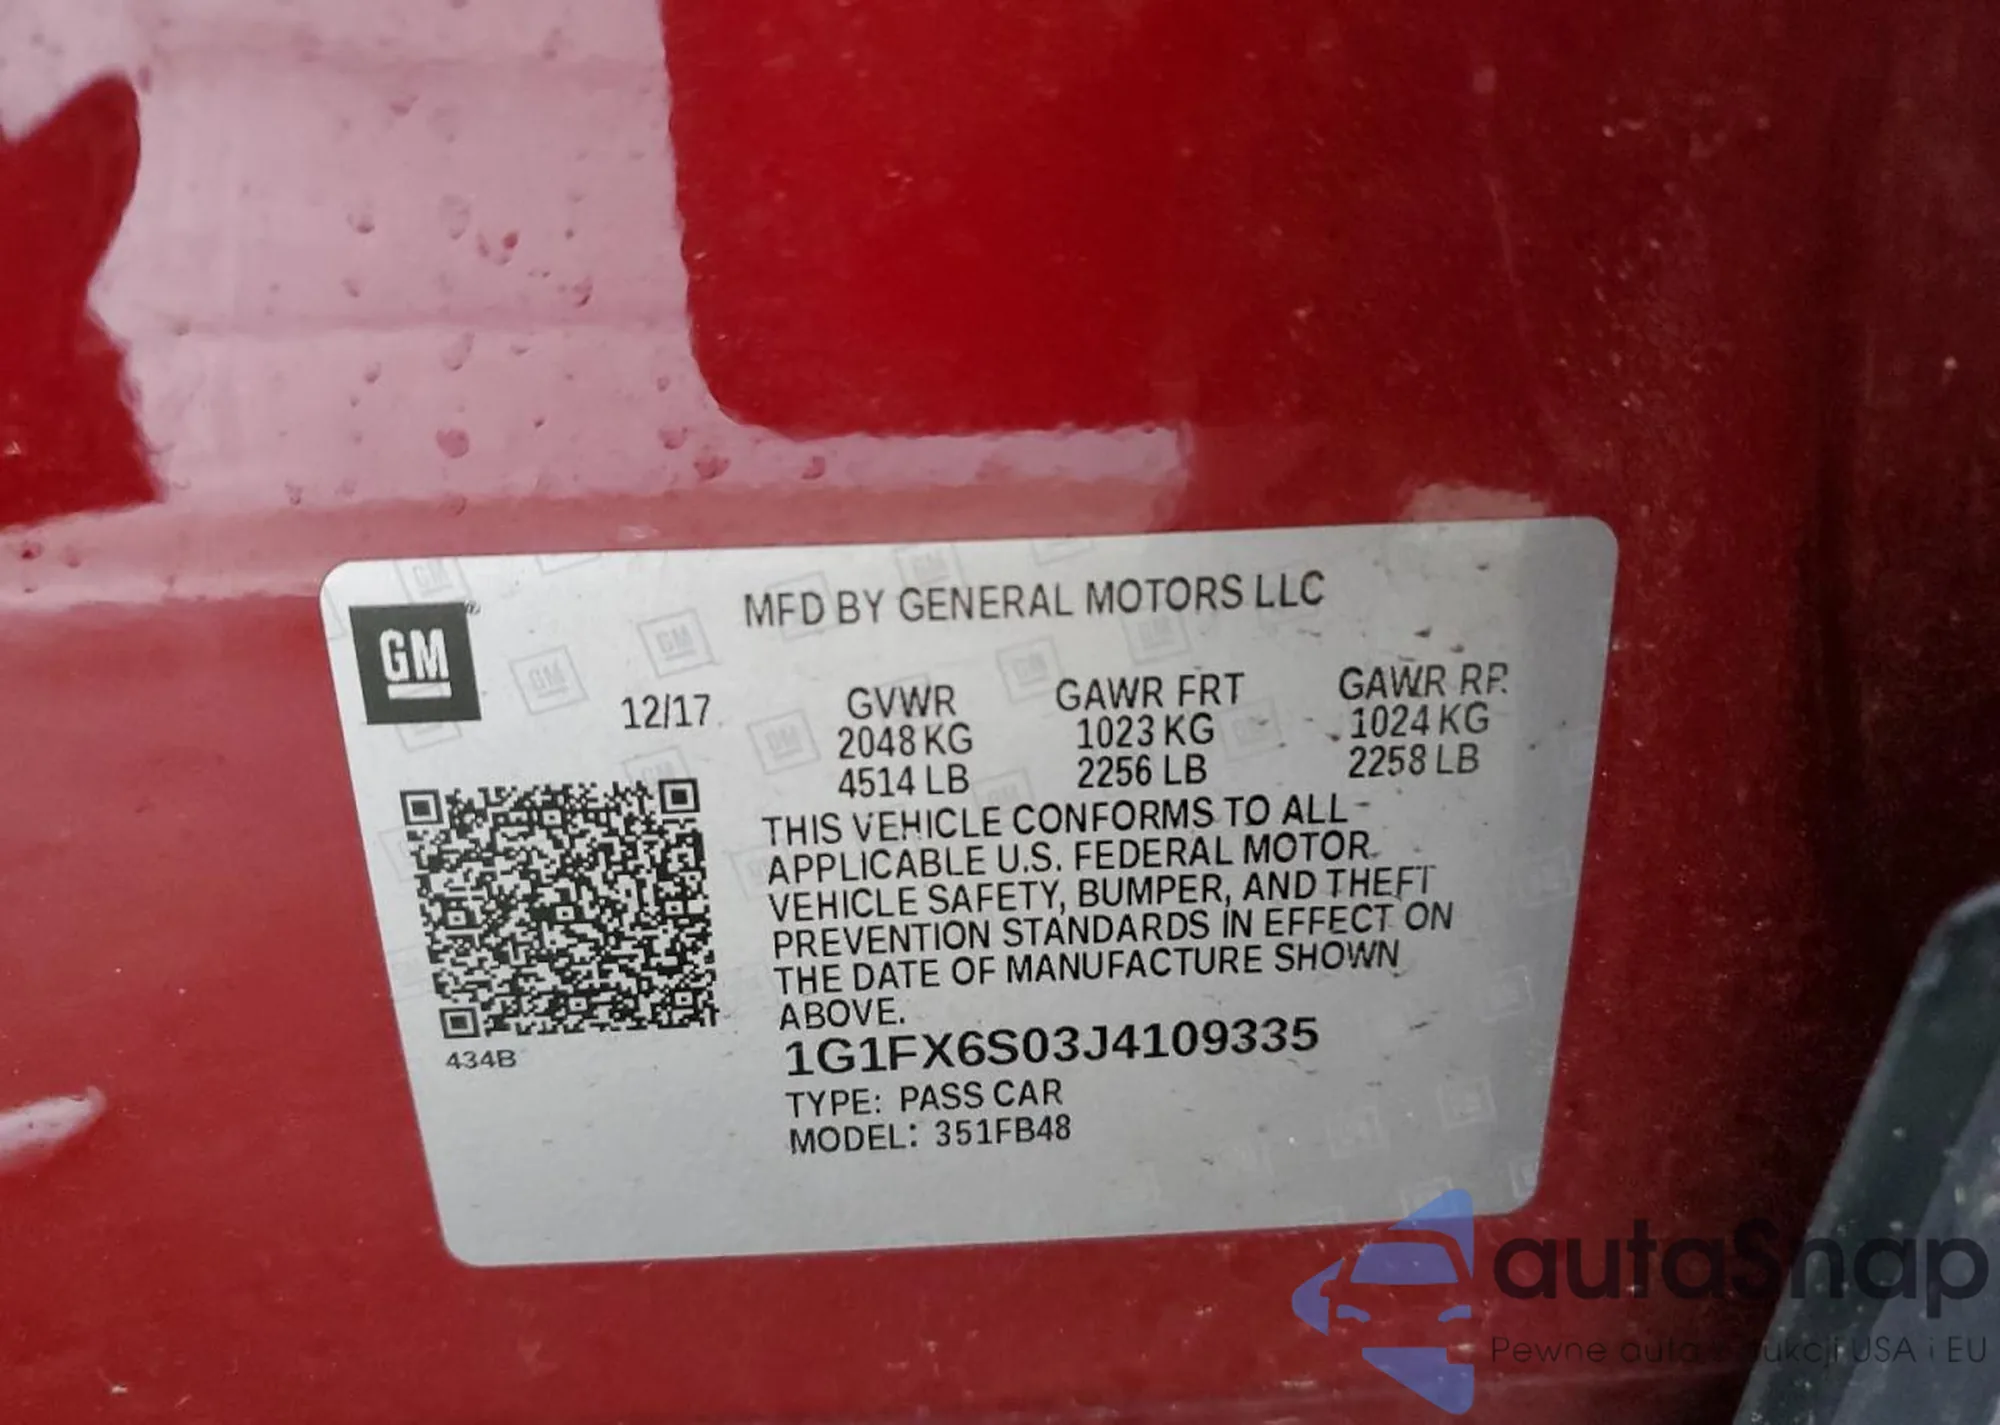 MFD BY GENERAL MOTORS LLC
GM
®
12/17
GVWR
2048 KG
4514 LB
GAWR FRT
1023 KG
2256 LB
GAWR RR
1024 KG
2258 LB
THIS VEHICLE CONFORMS TO ALL
APPLICABLE U.S. FEDERAL MOTOR
VEHICLE SAFETY, BUMPER, AND THEFT
PREVENTION STANDARDS IN EFFECT ON
THE DATE OF MANUFACTURE SHOWN
ABOVE.
434B
1G1FX6S03J4109335
TYPE: PASS CAR
MODEL: 351FB48
autaSnap
Pewne auta USA i EU